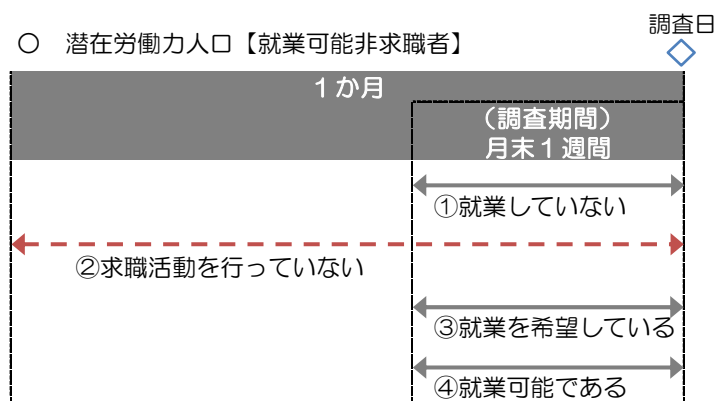 調査日
○ 潜在労働力人口【就業可能非求職者】
１か月
（調査期間）
月末１週間
①就業していない
②求職活動を行っていない
③就業を希望している
④就業可能である